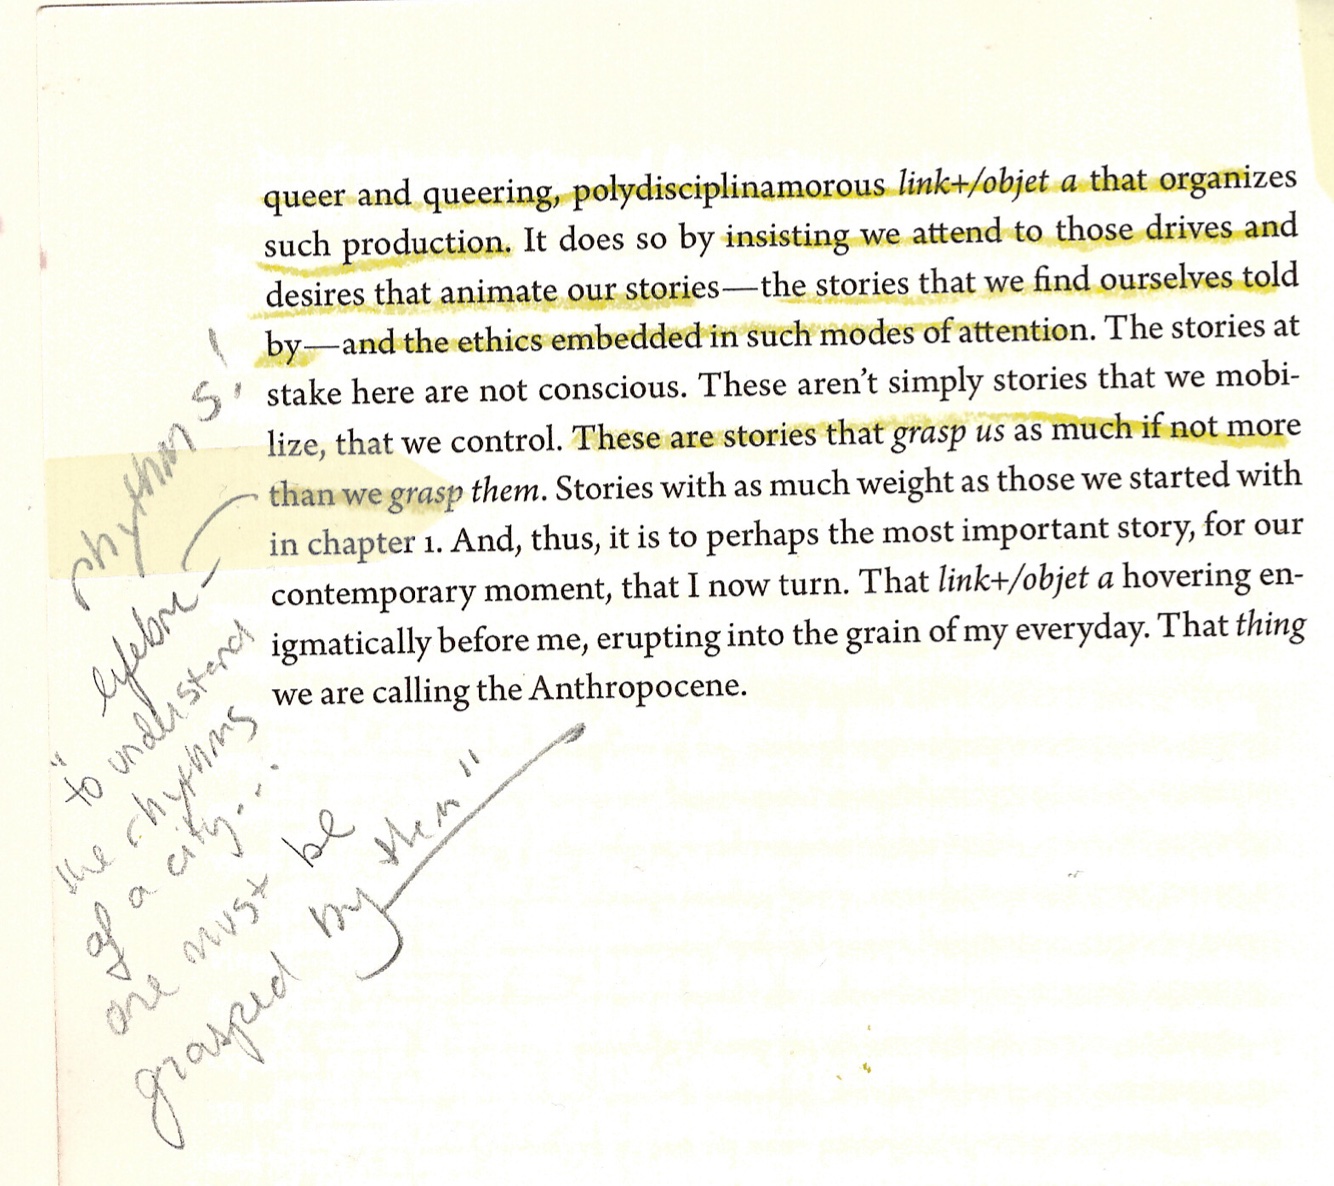 queer and queering, polydisciplinamorous link+/objet a that organizes
such production. It does so by insisting we attend to those drives and
desires that animate our stories—the stories that we find ourselves told
by—and the ethics embedded in such modes of attention. The stories at
stake here are not conscious. These aren't simply stories that we mobi-
lize, that we control. These are stories that grasp us as much if not more
than we grasp them. Stories with as much weight as those we started with
in chapter 1. And, thus, it is to perhaps the most important story, for our
contemporary moment, that I now turn. That link+/objet a hovering en-
igmatically before me, erupting into the grain of my everyday. That thing
we are calling the Anthropocene.
rhythms!
lefebvre –
"to understand
the rhythms
of a city...
one must be
grasped by them"